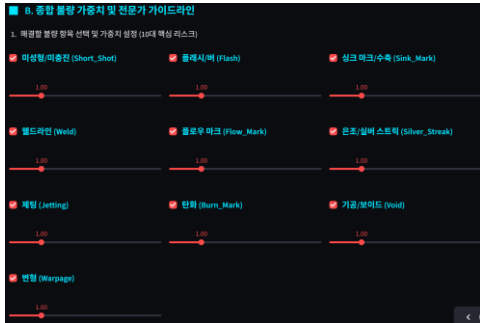 B. 종합 불량 가중치 및 전문가 가이드라인
1. 해결할 불량 항목 선택 및 가중치 설정 (10대 핵심 리스크)
미성형/미충진 (Short_Shot)
플래시/버 (Flash)
싱크 마크/수축 (Sink_Mark)
1.00
1.00
1.00
웰드라인 (Weld)
플로우 마크 (Flow_Mark)
은조/실버 스트릭 (Silver_Streak)
1.00
1.00
1.00
제팅 (Jetting)
탄화 (Burn_Mark)
기공/보이드 (Void)
1.00
1.00
1.00
변형 (Warpage)
1.00